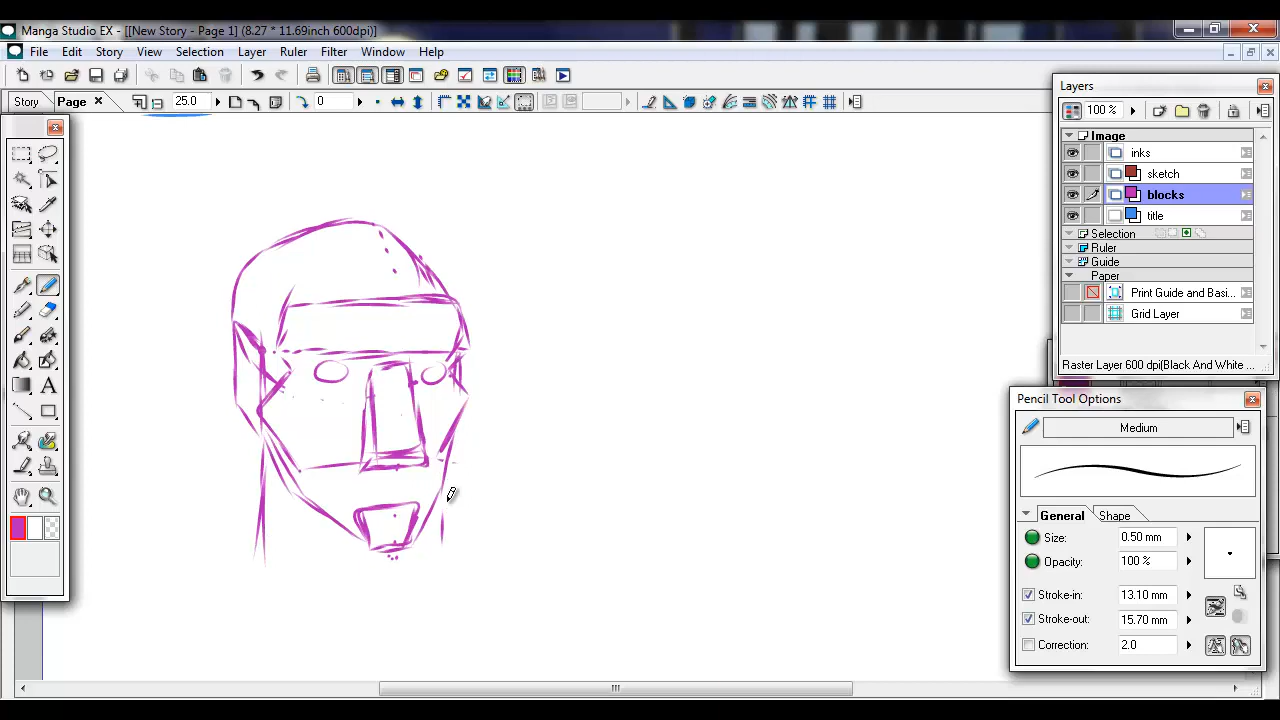 Manga Studio EX - [[New Story - Page 1] (8.27 * 11.69inch 600dpi)]
File Edit Story View Selection Layer Ruler Filter Window Help
Story Page 25.0 0
Layers
100 %
Image
inks
sketch
blocks
title
Selection
Ruler
Guide
Paper
Print Guide and Basi...
Grid Layer
Raster Layer 600 dpi(Black And White ...
Pencil Tool Options
Medium
General Shape
Size: 0.50 mm
Opacity: 100 %
Stroke-in: 13.10 mm
Stroke-out: 15.70 mm
Correction: 2.0